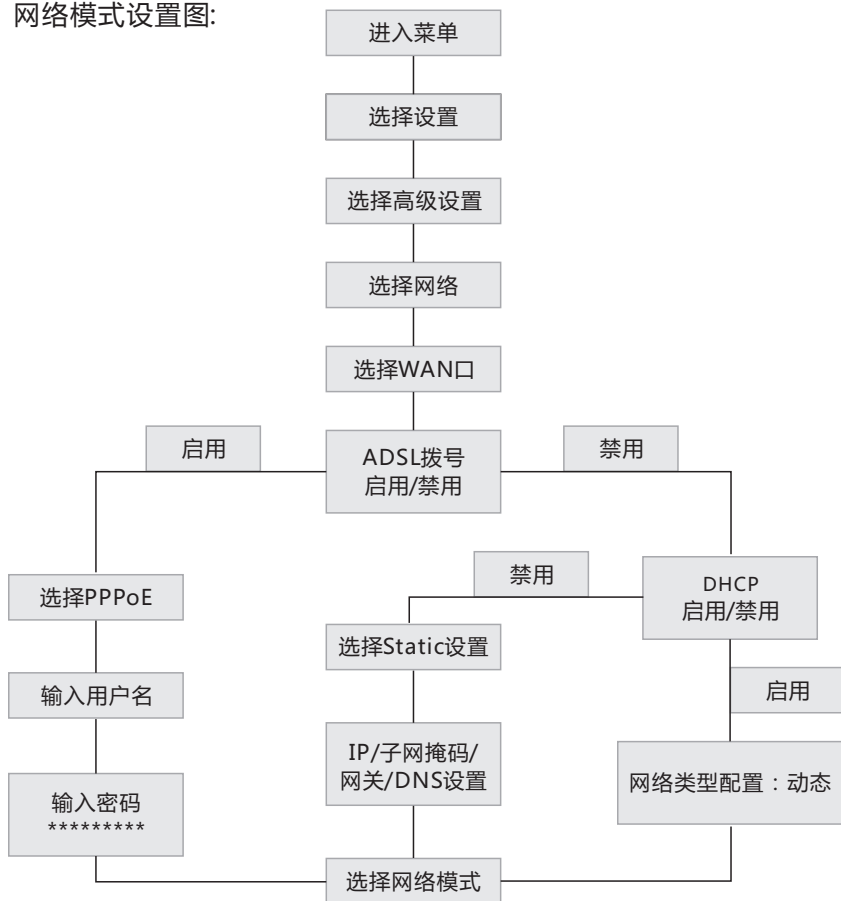 网络模式设置图:
进入菜单
选择设置
选择高级设置
选择网络
选择WAN口
启用
ADSL拨号
启用/禁用
禁用
选择PPPoE
禁用
DHCP
启用/禁用
选择Static设置
输入用户名
启用
IP/子网掩码/
网关/DNS设置
网络类型配置：动态
输入密码
*********
选择网络模式